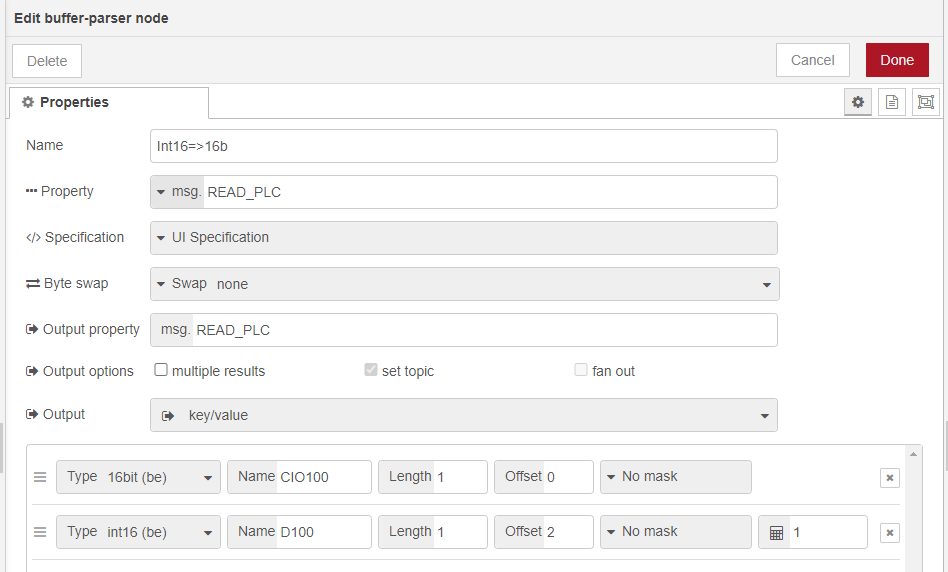 Edit buffer-parser node
Delete Cancel Done
Properties
Name Int16=>16b
Property msg. READ_PLC
</> Specification UI Specification
Byte swap Swap none
Output property msg. READ_PLC
Output options multiple results set topic fan out
Output key/value
Type 16bit (be) Name CIO100 Length 1 Offset 0 No mask
Type int16 (be) Name D100 Length 1 Offset 2 No mask 1